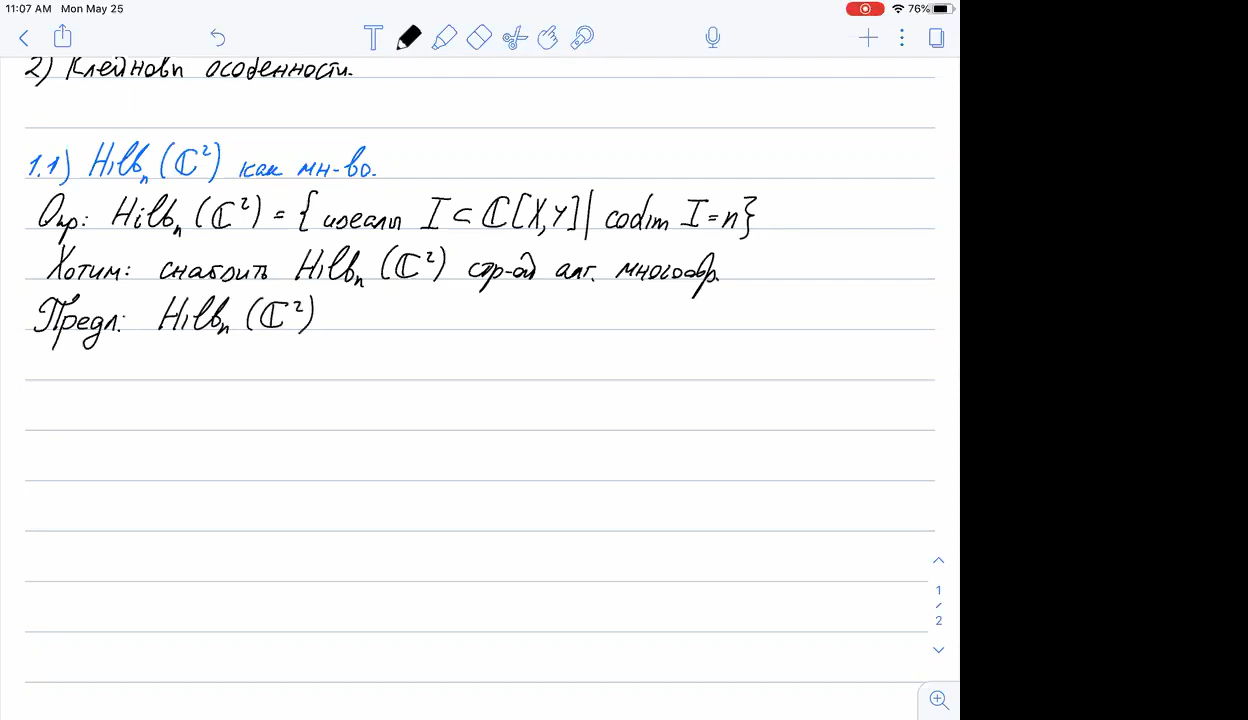 11:07 AM Mon May 25
76%
2) Клейновы особенности.
1.1) Hilbₙ(ℂ²) как мн-во.
Опр: Hilbₙ(ℂ²) = { идеалы I ⊂ ℂ[X,Y] | codim I = n}
Хотим: снабдить Hilbₙ(ℂ²) стр-ой алг. многообр.
Предл: Hilbₙ(ℂ²)
1
2